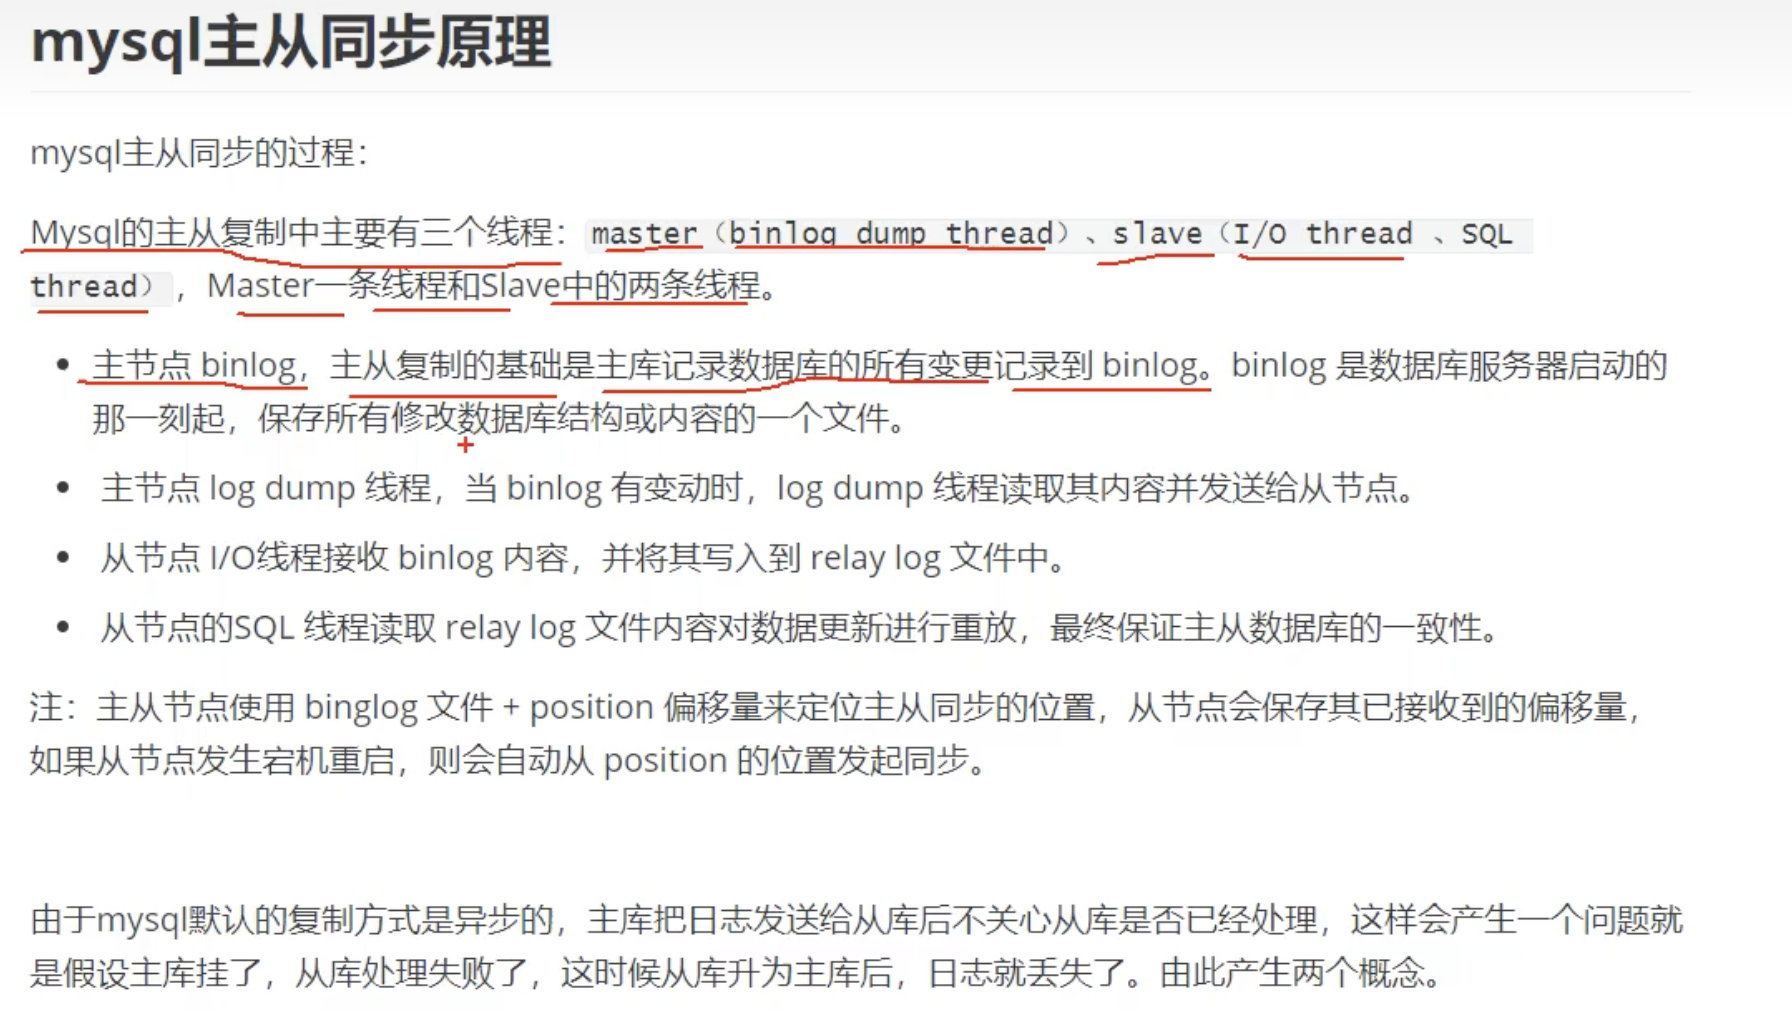 mysql主从同步原理
mysql主从同步的过程：
Mysql的主从复制中主要有三个线程：master（binlog dump thread）、slave（I/O thread 、SQL
thread），Master一条线程和Slave中的两条线程。
• 主节点 binlog，主从复制的基础是主库记录数据库的所有变更记录到 binlog。binlog 是数据库服务器启动的
那一刻起，保存所有修改数据库结构或内容的一个文件。
• 主节点 log dump 线程，当 binlog 有变动时，log dump 线程读取其内容并发送给从节点。
• 从节点 I/O线程接收 binlog 内容，并将其写入到 relay log 文件中。
• 从节点的SQL 线程读取 relay log 文件内容对数据更新进行重放，最终保证主从数据库的一致性。
注：主从节点使用 binglog 文件 + position 偏移量来定位主从同步的位置，从节点会保存其已接收到的偏移量，
如果从节点发生宕机重启，则会自动从 position 的位置发起同步。
由于mysql默认的复制方式是异步的，主库把日志发送给从库后不关心从库是否已经处理，这样会产生一个问题就
是假设主库挂了，从库处理失败了，这时候从库升为主库后，日志就丢失了。由此产生两个概念。